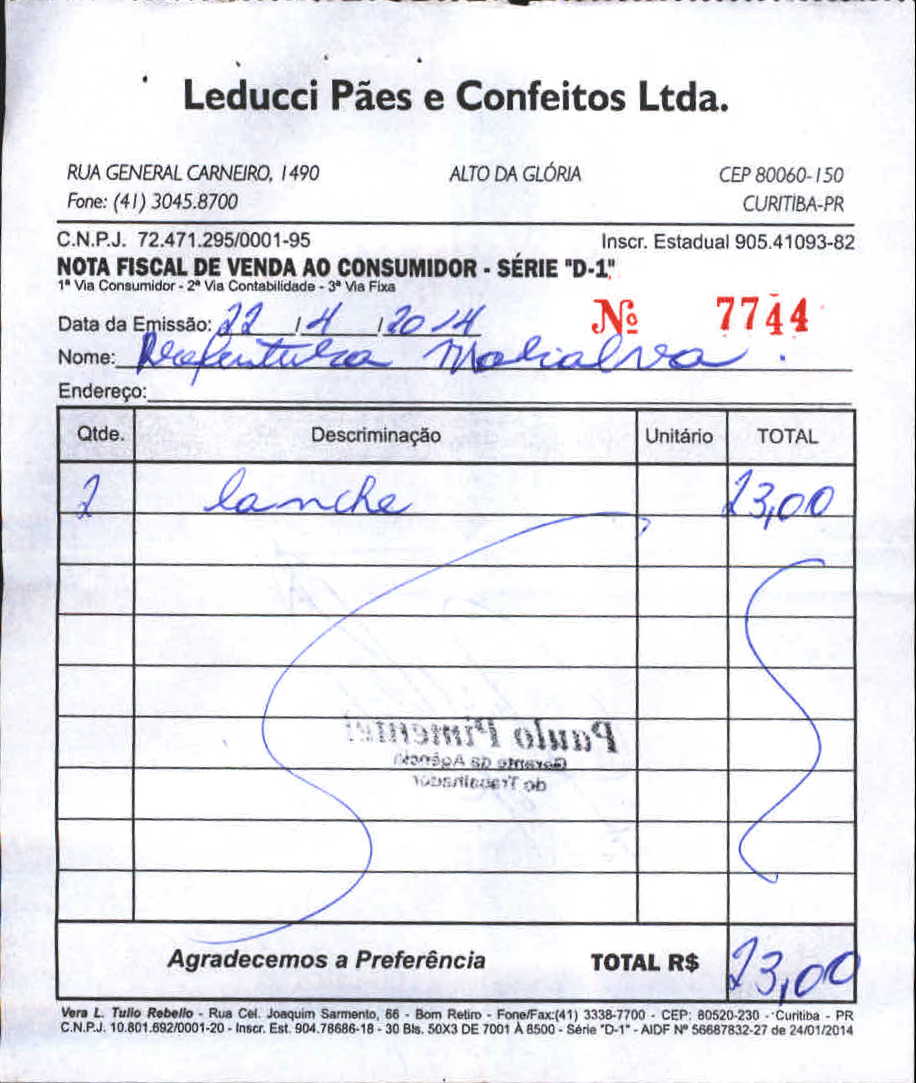 Leducci Pães e Confeitos Ltda.
RUA GENERAL CARNEIRO, 1490 ALTO DA GLÓRIA CEP 80060-150
Fone: (41) 3045.8700 CURITIBA-PR
C.N.P.J. 72.471.295/0001-95 Inscr. Estadual 905.41093-82
NOTA FISCAL DE VENDA AO CONSUMIDOR - SÉRIE "D-1"
1ª Via Consumidor - 2ª Via Contabilidade - 3ª Via Fixa
Data da Emissão: 22 / 4 / 2014 Nº 7744
Nome: Prefeitura Marialva
Endereço:
Qtde. Descriminação Unitário TOTAL
2 lanche 23,00
Paulo Pimentel
Gerente da Agência
do Trabalhador
Agradecemos a Preferência TOTAL R$ 23,00
Vera L. Tullo Rebello - Rua Cel. Joaquim Sarmento, 66 - Bom Retiro - Fone/Fax:(41) 3338-7700 - CEP: 80520-230 - Curitiba - PR
C.N.P.J. 10.801.692/0001-20 - Inscr. Est. 904.78686-18 - 30 Bls. 50X3 DE 7001 À 8500 - Série "D-1" - AIDF Nº 56687832-27 de 24/01/2014